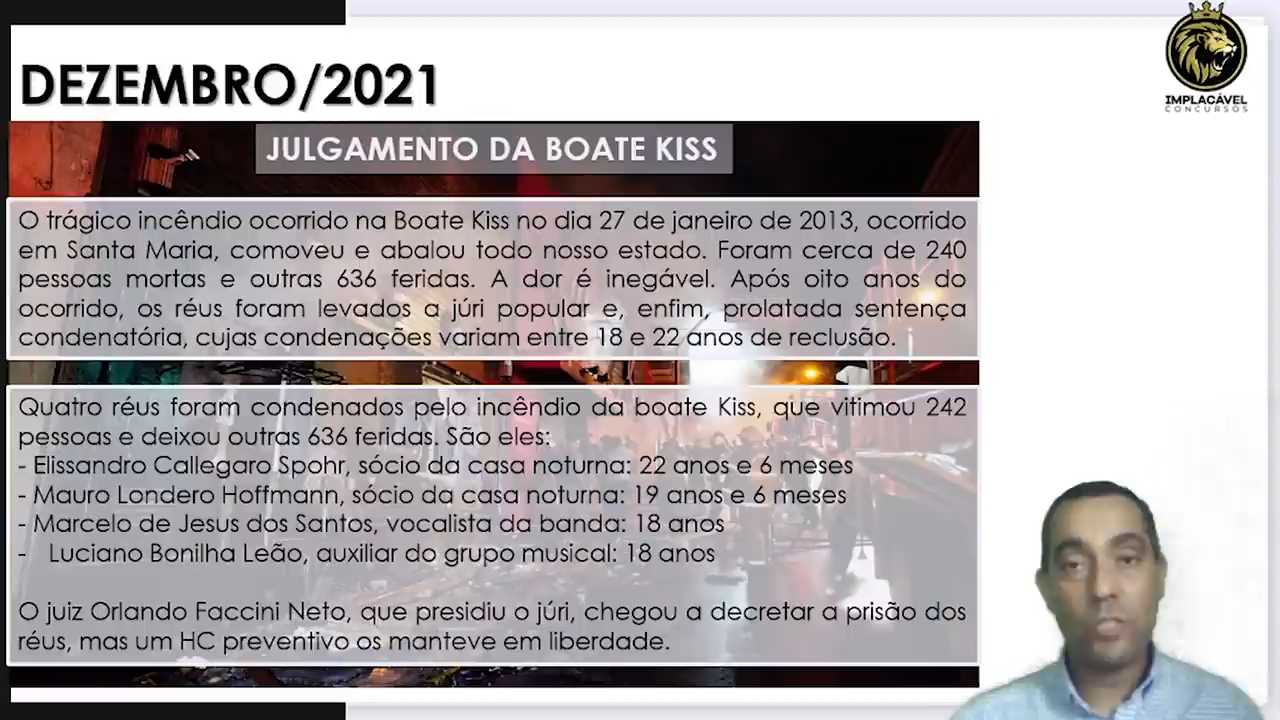 IMPLACÁVEL
CONCURSOS
DEZEMBRO/2021
JULGAMENTO DA BOATE KISS
O trágico incêndio ocorrido na Boate Kiss no dia 27 de janeiro de 2013, ocorrido
em Santa Maria, comoveu e abalou todo nosso estado. Foram cerca de 240
pessoas mortas e outras 636 feridas. A dor é inegável. Após oito anos do
ocorrido, os réus foram levados a júri popular e, enfim, prolatada sentença
condenatória, cujas condenações variam entre 18 e 22 anos de reclusão.
Quatro réus foram condenados pelo incêndio da boate Kiss, que vitimou 242
pessoas e deixou outras 636 feridas. São eles:
- Elissandro Callegaro Spohr, sócio da casa noturna: 22 anos e 6 meses
- Mauro Londero Hoffmann, sócio da casa noturna: 19 anos e 6 meses
- Marcelo de Jesus dos Santos, vocalista da banda: 18 anos
- Luciano Bonilha Leão, auxiliar do grupo musical: 18 anos
O juiz Orlando Faccini Neto, que presidiu o júri, chegou a decretar a prisão dos
réus, mas um HC preventivo os manteve em liberdade.